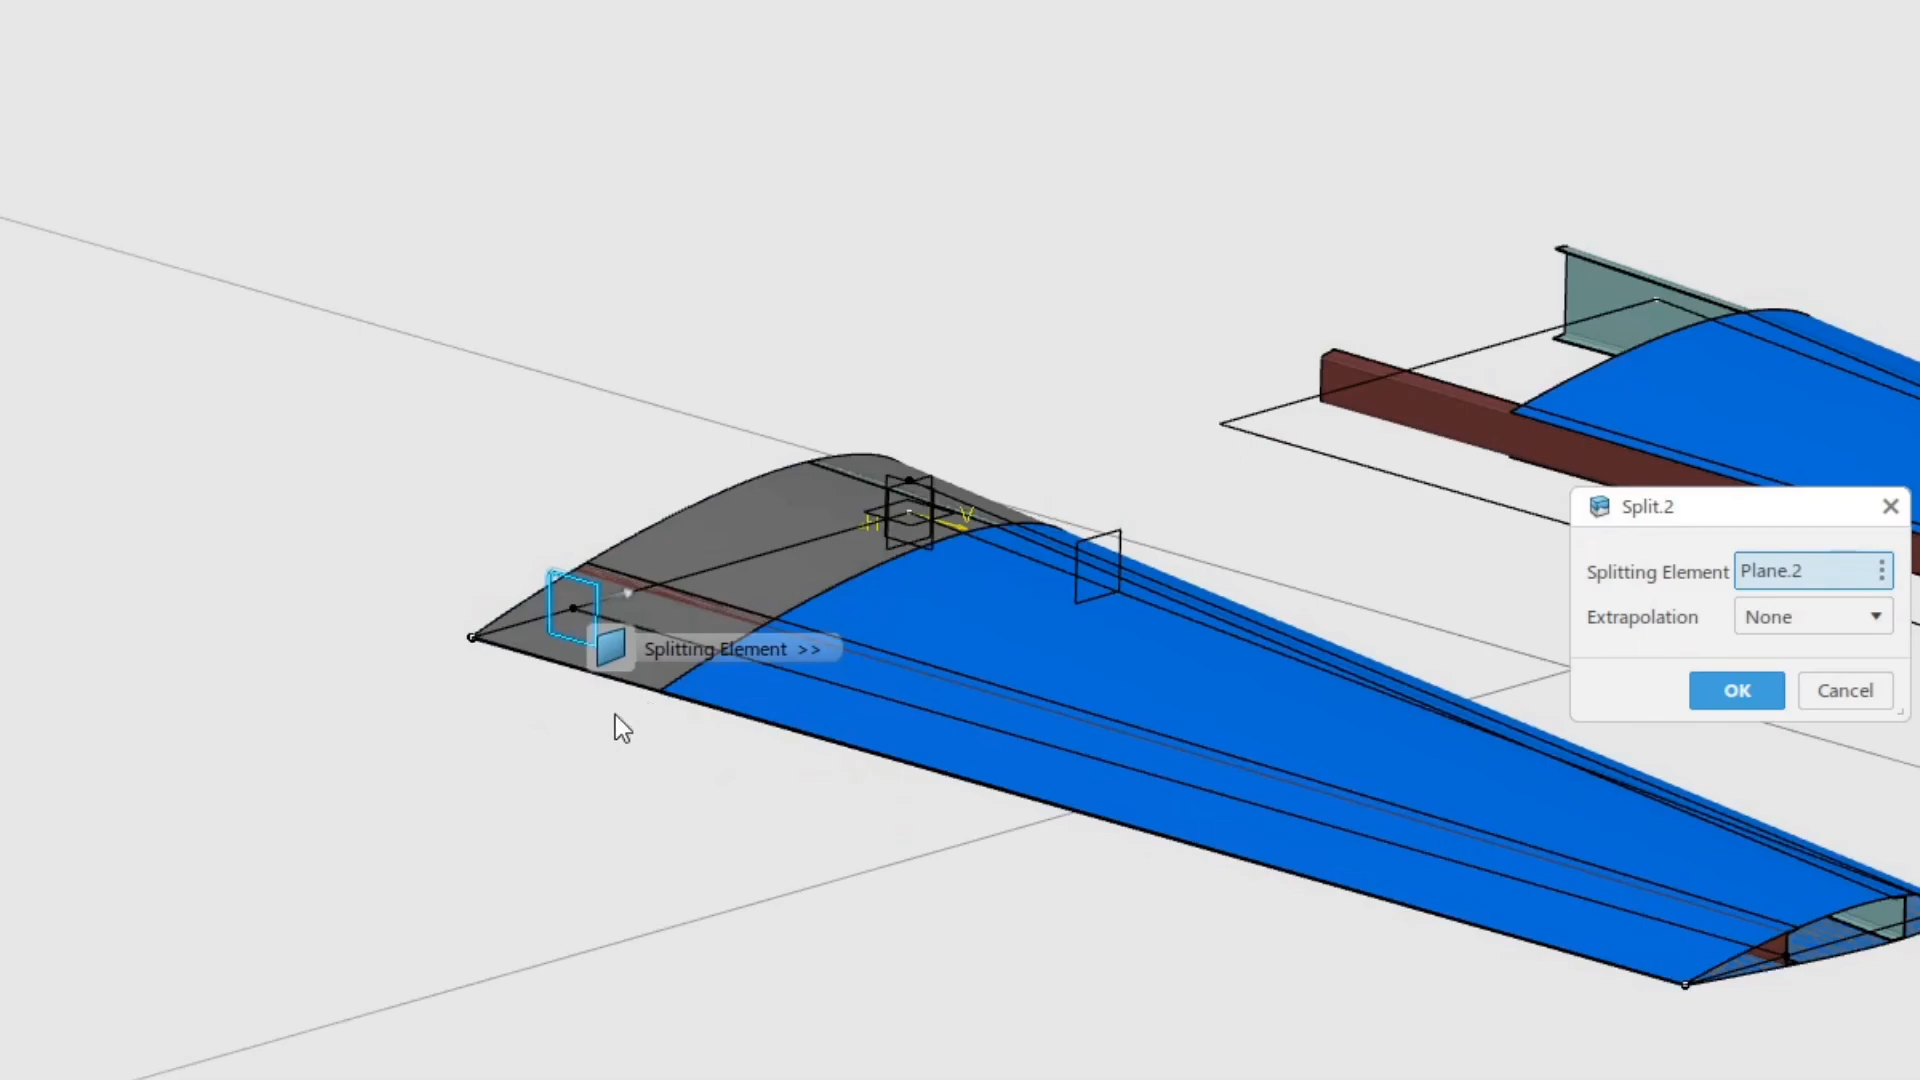 V
H
Split.2
Splitting Element Plane.2
Extrapolation None
Splitting Element >>
OK Cancel